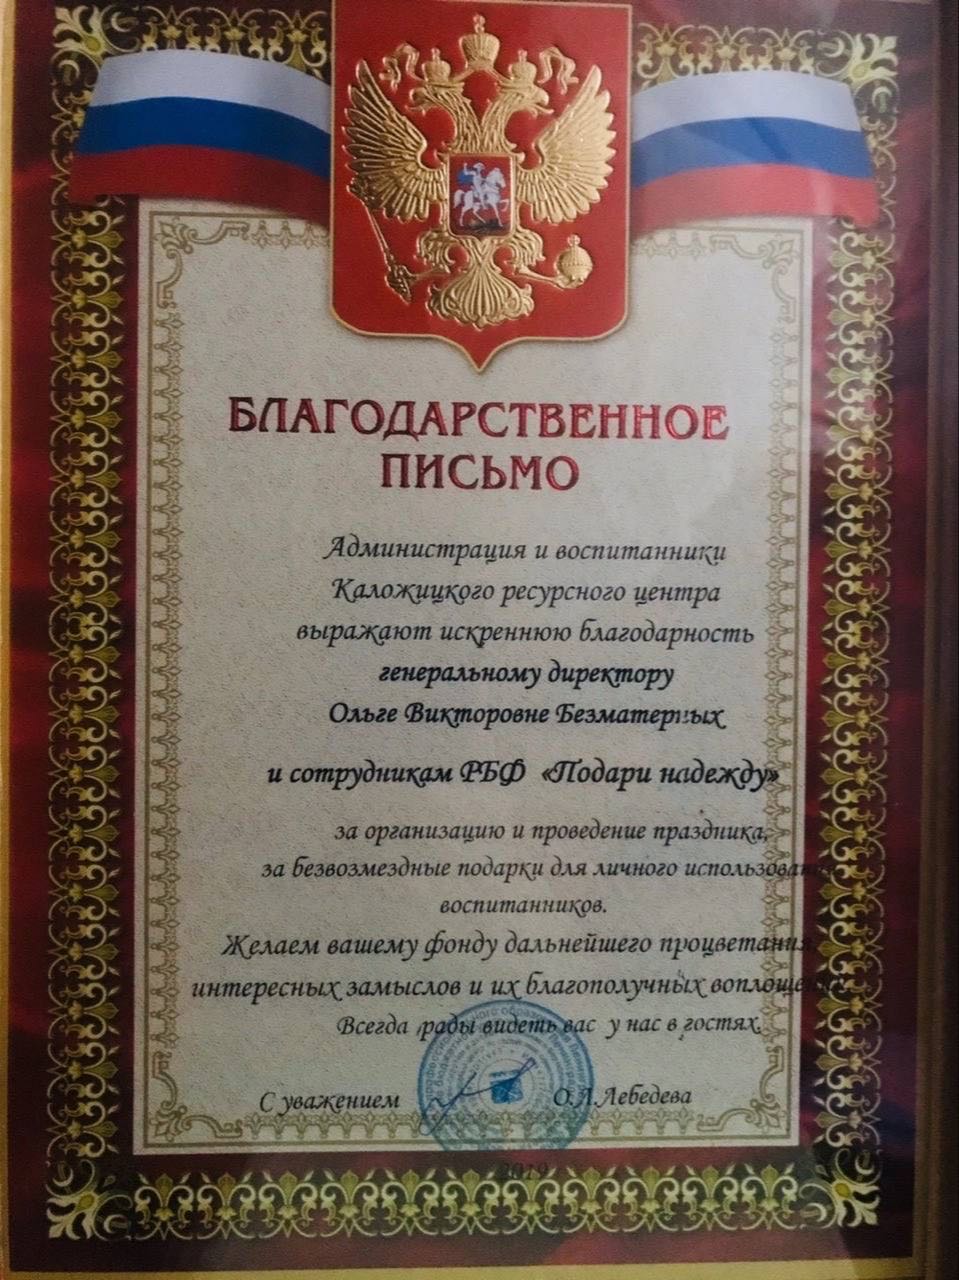 БЛАГОДАРСТВЕННОЕ
ПИСЬМО
Администрация и воспитанники
Каложицкого ресурсного центра
выражают искреннюю благодарность
генеральному директору
Ольге Викторовне Безматерных
и сотрудникам РБФ «Подари надежду»
за организацию и проведение праздника,
за безвозмездные подарки для личного использования
воспитанников.
Желаем вашему фонду дальнейшего процветания,
интересных замыслов и их благополучных воплощений.
Всегда рады видеть вас у нас в гостях.
С уважением О.Л.Лебедева
2019